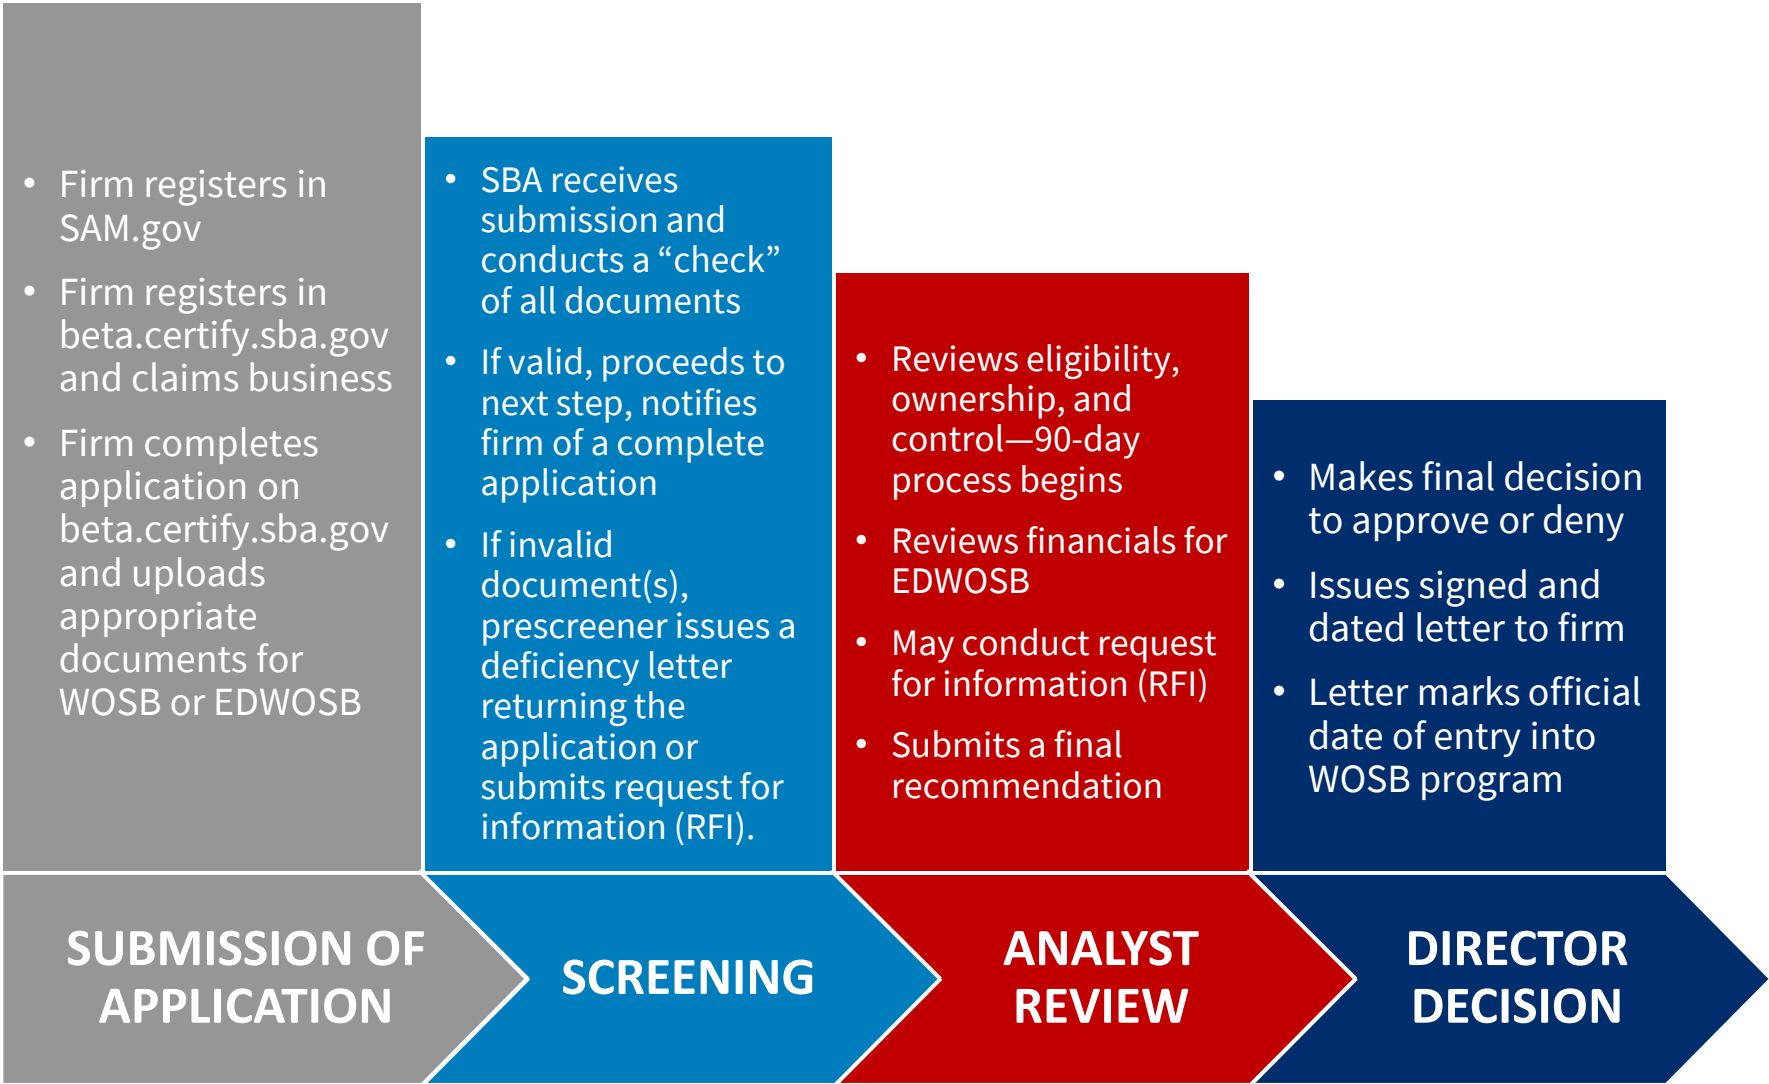 • Firm registers in
SAM.gov
• Firm registers in
beta.certify.sba.gov
and claims business
• Firm completes
application on
beta.certify.sba.gov
and uploads
appropriate
documents for
WOSB or EDWOSB
SUBMISSION OF
APPLICATION
• SBA receives
submission and
conducts a “check”
of all documents
• If valid, proceeds to
next step, notifies
firm of a complete
application
• If invalid
document(s),
prescreener issues a
deficiency letter
returning the
application or
submits request for
information (RFI).
SCREENING
• Reviews eligibility,
ownership, and
control—90-day
process begins
• Reviews financials for
EDWOSB
• May conduct request
for information (RFI)
• Submits a final
recommendation
ANALYST
REVIEW
• Makes final decision
to approve or deny
• Issues signed and
dated letter to firm
• Letter marks official
date of entry into
WOSB program
DIRECTOR
DECISION